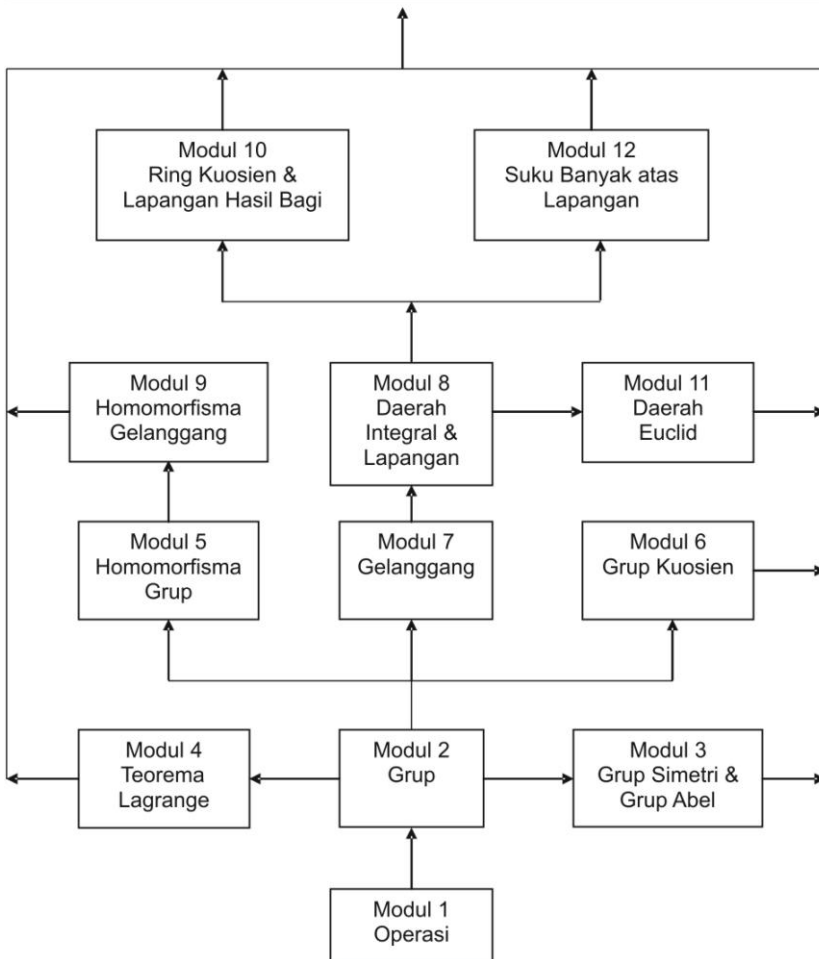 Modul 10
Ring Kuosien &
Lapangan Hasil Bagi
Modul 12
Suku Banyak atas
Lapangan
Modul 9
Homomorfisma
Gelanggang
Modul 8
Daerah
Integral &
Lapangan
Modul 11
Daerah
Euclid
Modul 5
Homomorfisma
Grup
Modul 7
Gelanggang
Modul 6
Grup Kuosien
Modul 4
Teorema
Lagrange
Modul 2
Grup
Modul 3
Grup Simetri &
Grup Abel
Modul 1
Operasi